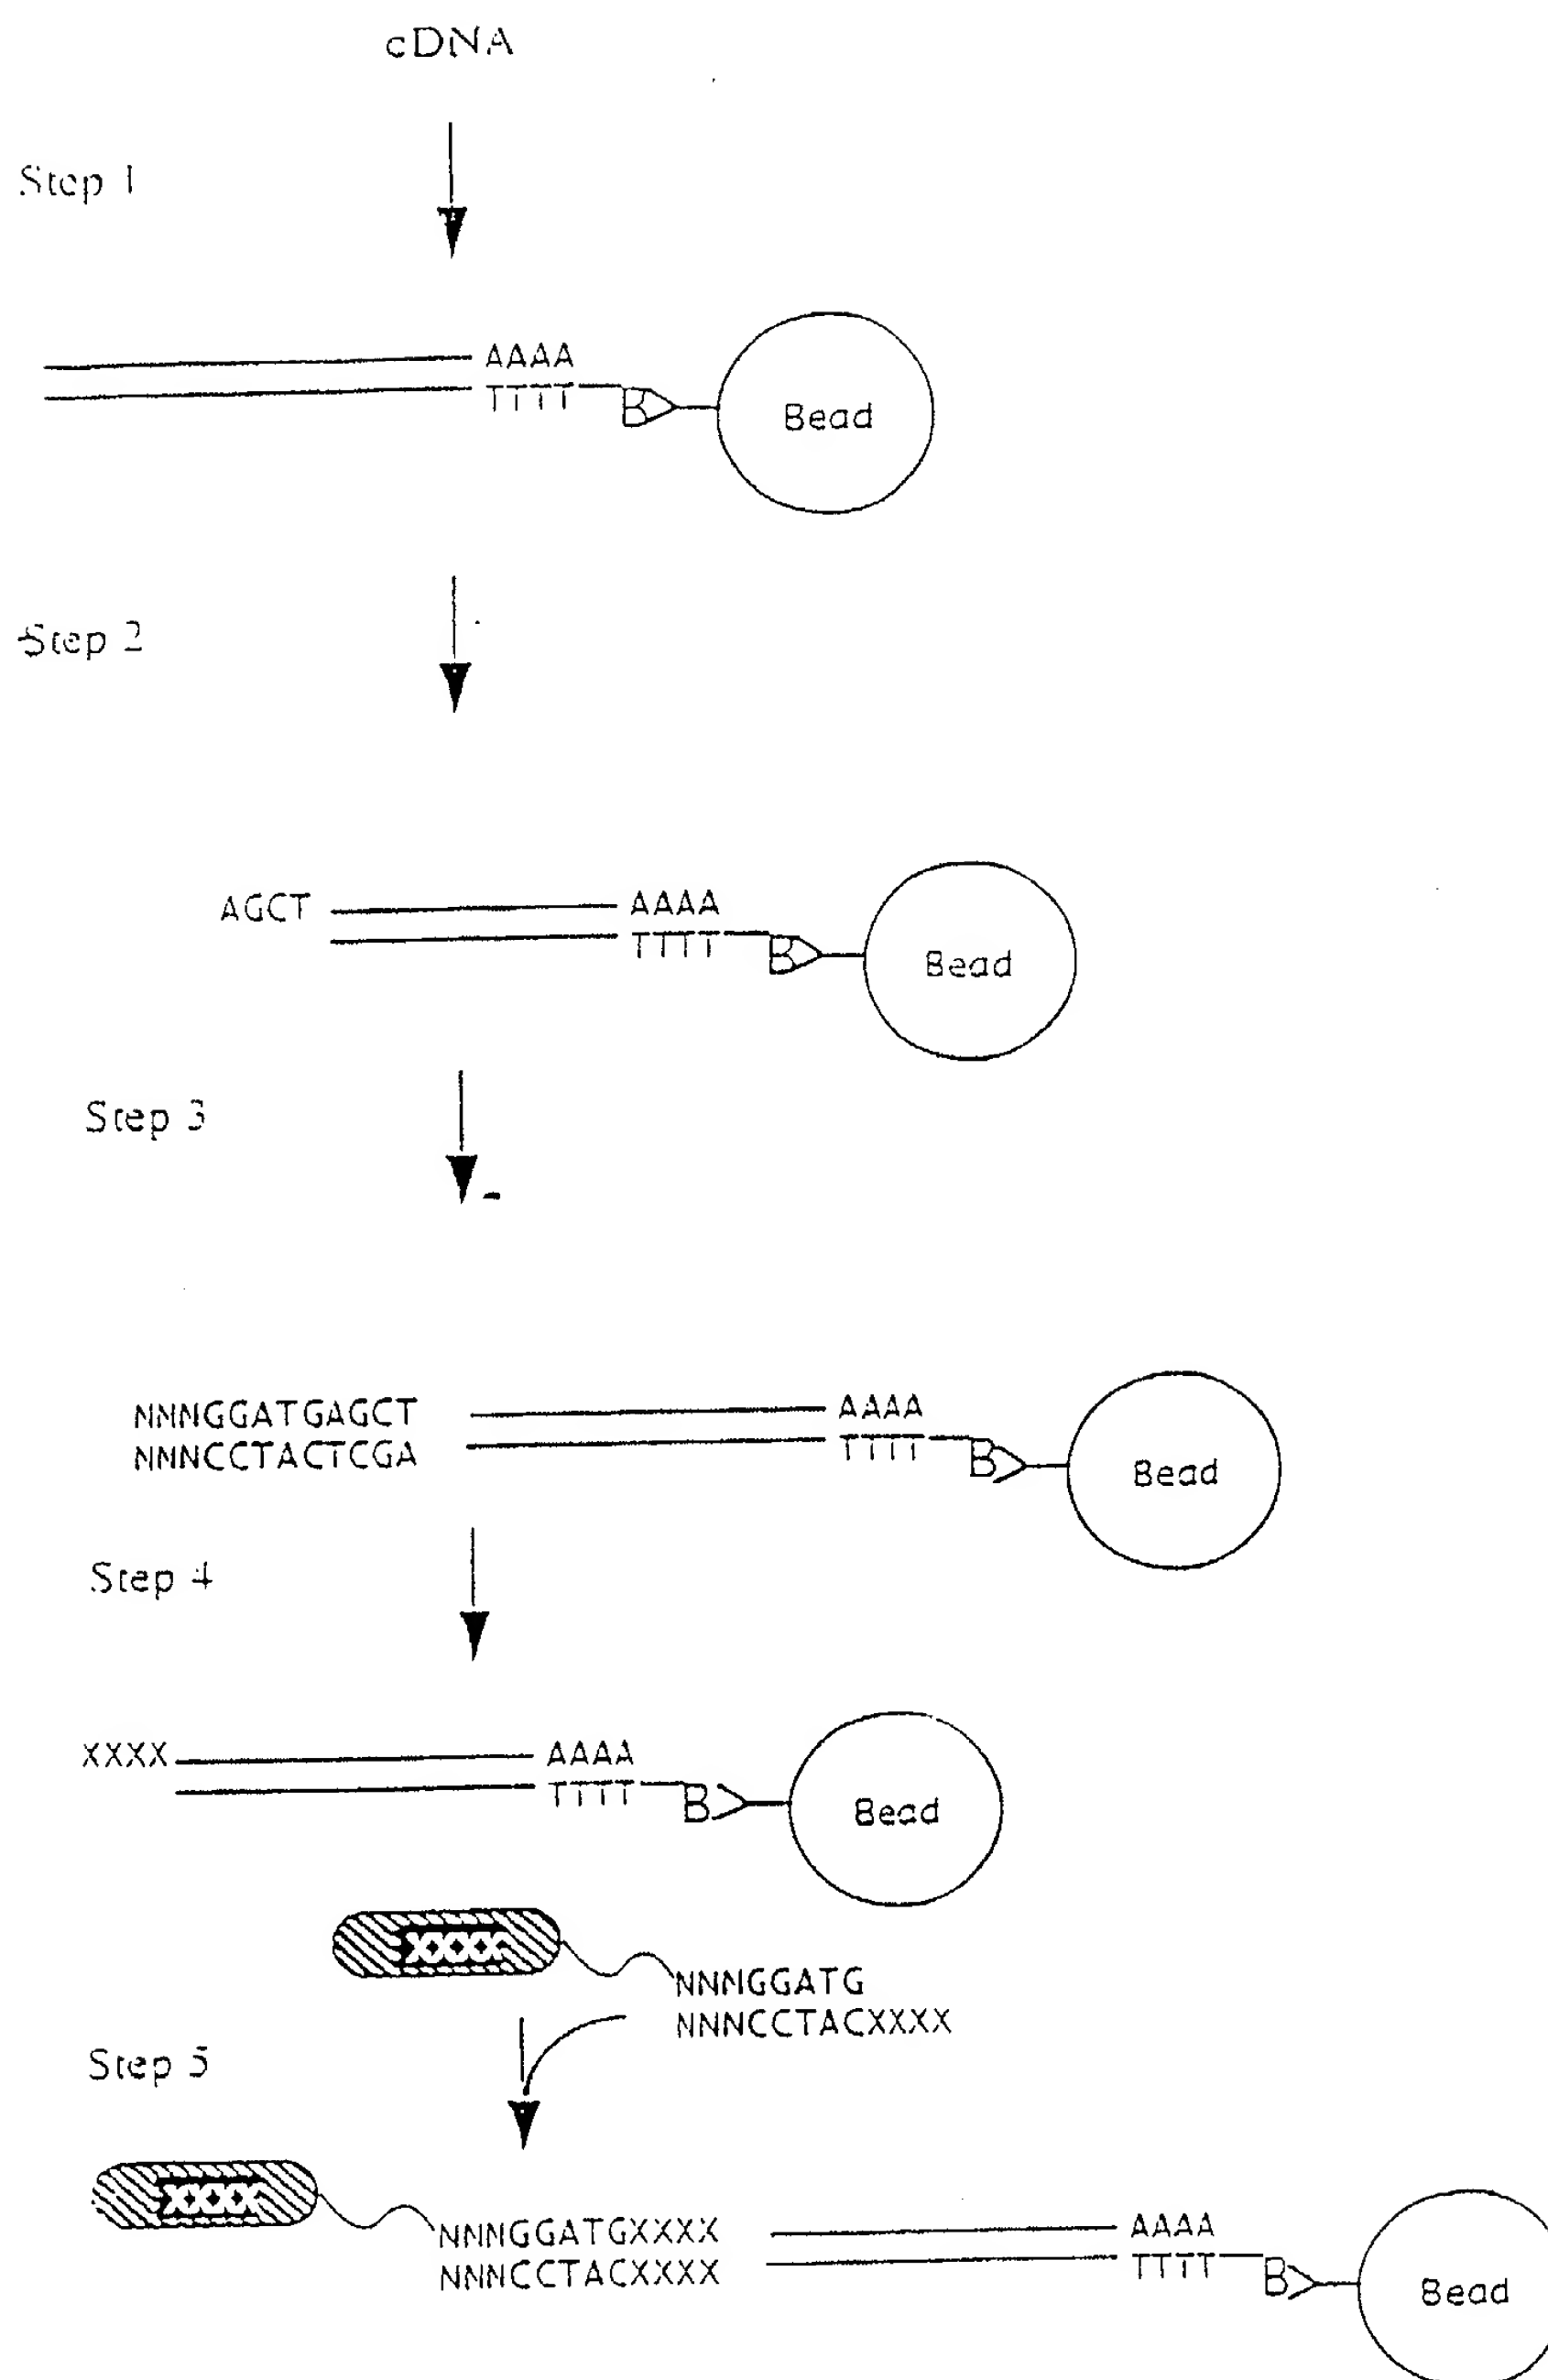 cDNA
Step 1
AAAA
TTTT
B
Bead
Step 2
AGCT
AAAA
TTTT
B
Bead
Step 3
NNNGGATGAGCT
NNNCCTACTCGA
AAAA
TTTT
B
Bead
Step 4
XXXX
AAAA
TTTT
B
Bead
XXXX
NNNGGATG
NNNCCTACXXXX
Step 5
XXXX
NNNGGATGXXXX
NNNCCTACXXXX
AAAA
TTTT
B
Bead